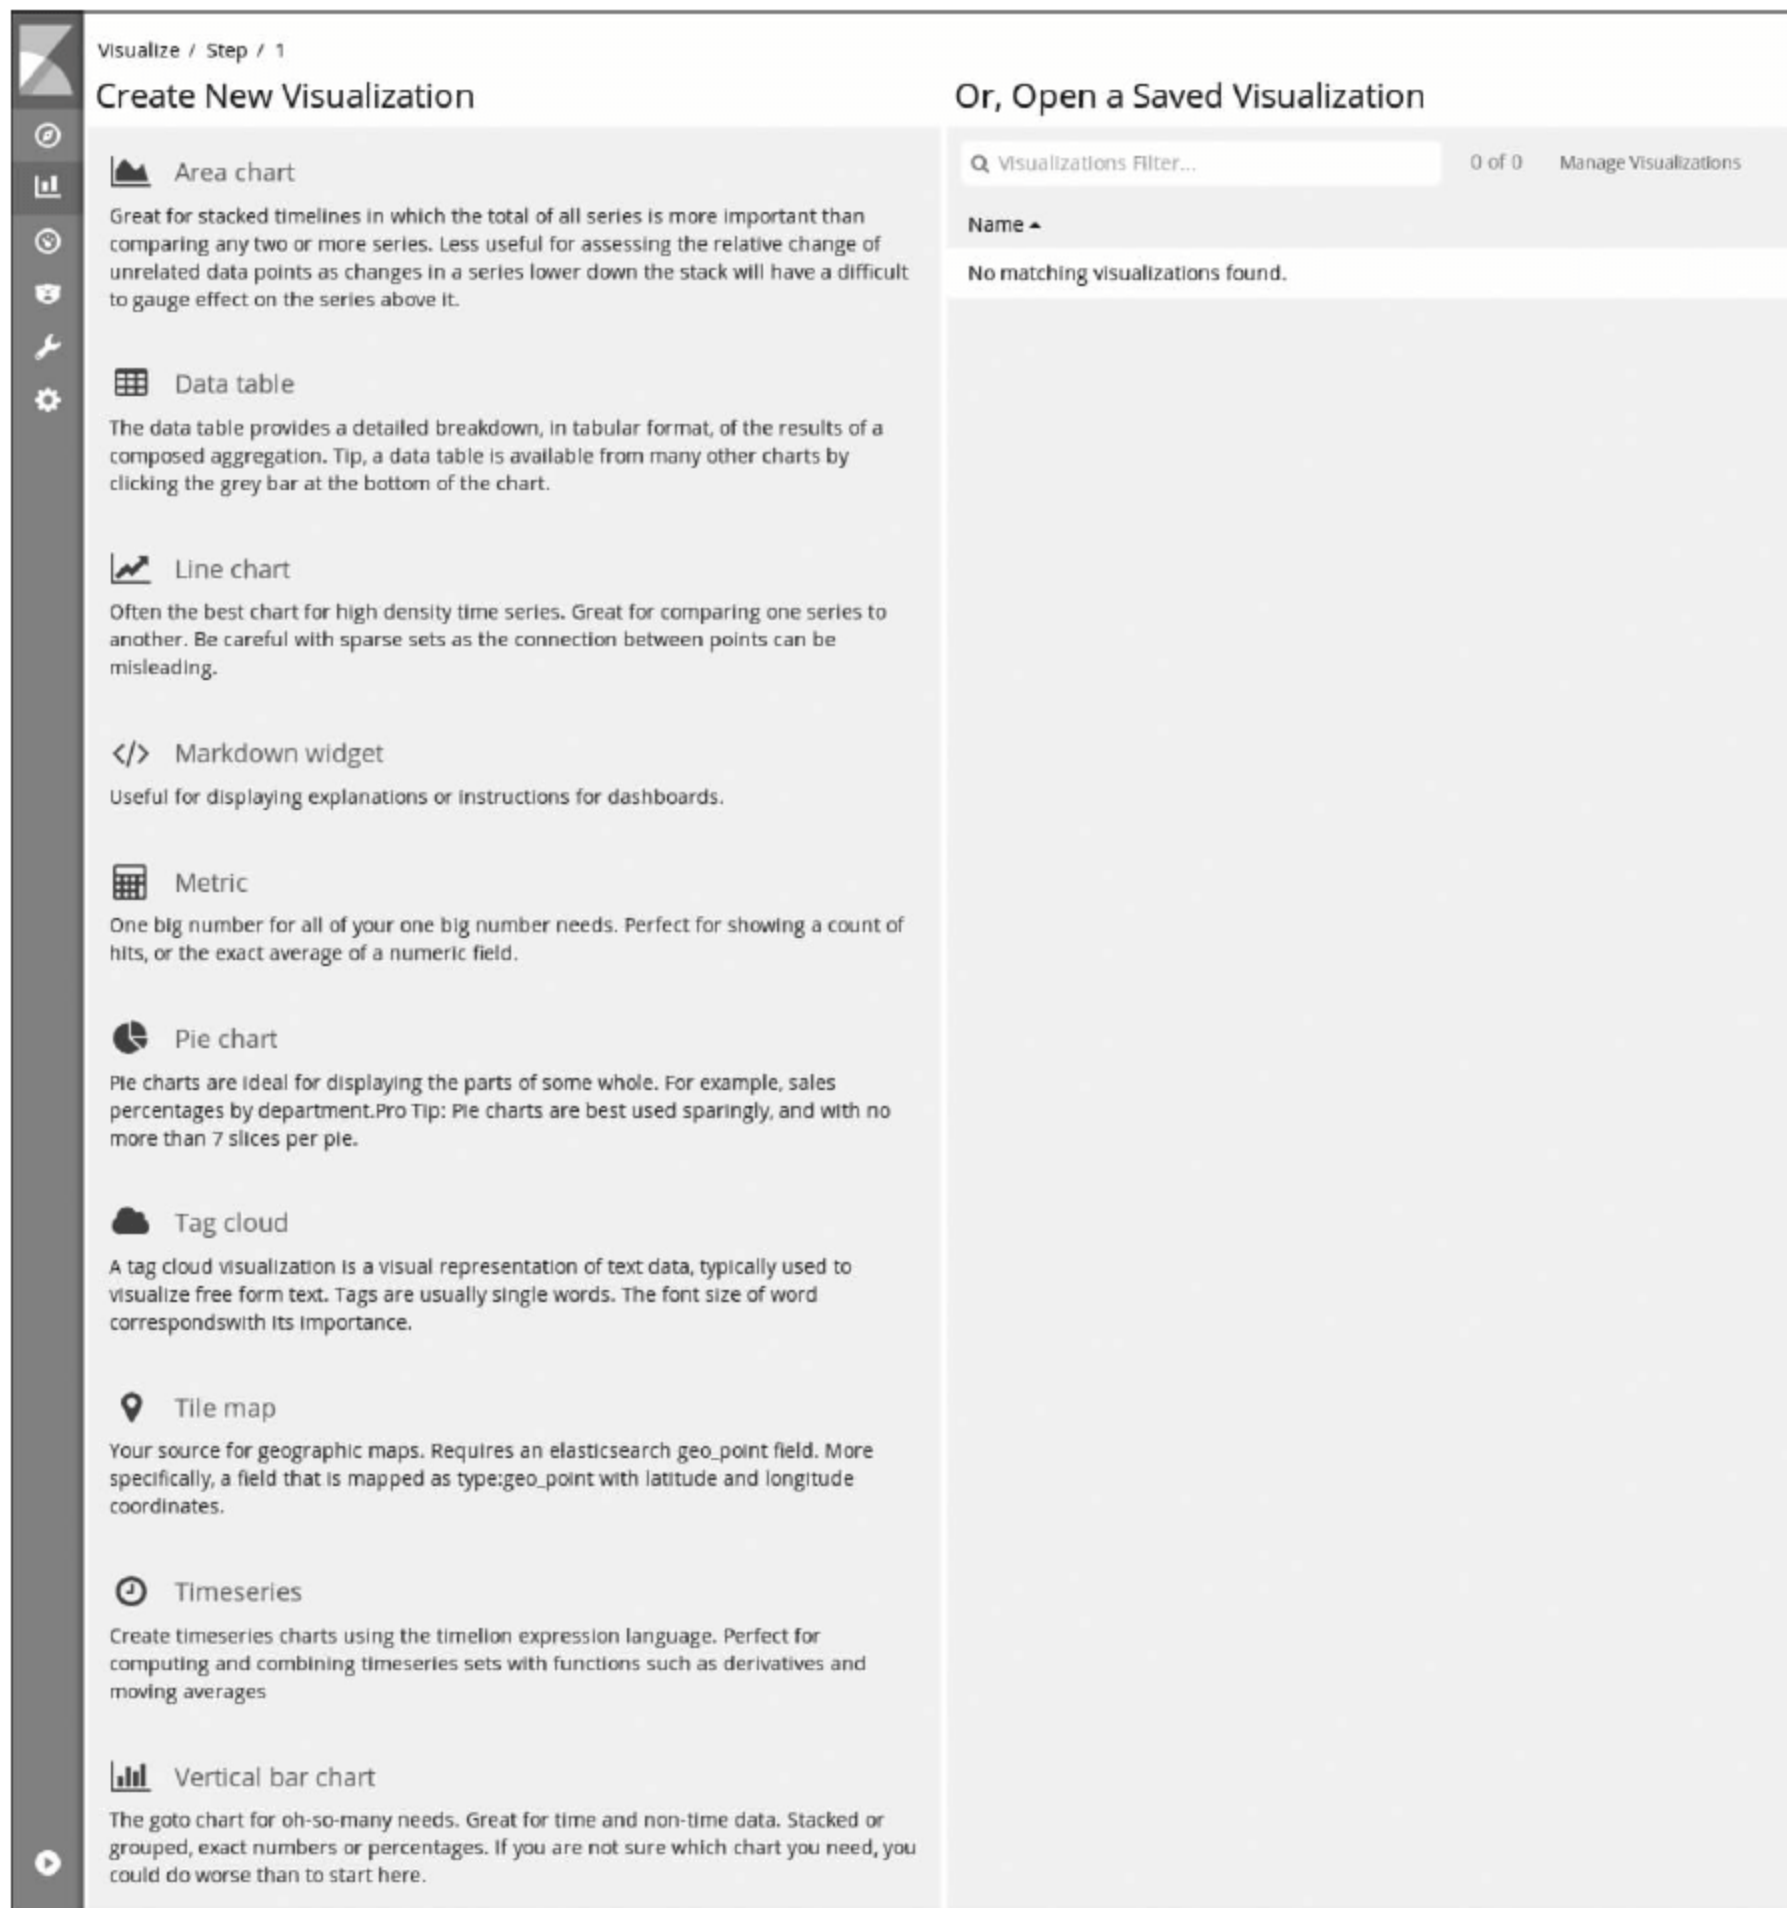 Visualize / Step / 1
Create New Visualization
Area chart
Great for stacked timelines in which the total of all series is more important than
comparing any two or more series. Less useful for assessing the relative change of
unrelated data points as changes in a series lower down the stack will have a difficult
to gauge effect on the series above it.
Data table
The data table provides a detailed breakdown, in tabular format, of the results of a
composed aggregation. Tip, a data table is available from many other charts by
clicking the grey bar at the bottom of the chart.
Line chart
Often the best chart for high density time series. Great for comparing one series to
another. Be careful with sparse sets as the connection between points can be
misleading.
Markdown widget
Useful for displaying explanations or instructions for dashboards.
Metric
One big number for all of your one big number needs. Perfect for showing a count of
hits, or the exact average of a numeric field.
Pie chart
Pie charts are ideal for displaying the parts of some whole. For example, sales
percentages by department.Pro Tip: Pie charts are best used sparingly, and with no
more than 7 slices per pie.
Tag cloud
A tag cloud visualization is a visual representation of text data, typically used to
visualize free form text. Tags are usually single words. The font size of word
correspondswith its importance.
Tile map
Your source for geographic maps. Requires an elasticsearch geo_point field. More
specifically, a field that is mapped as type:geo_point with latitude and longitude
coordinates.
Timeseries
Create timeseries charts using the timelion expression language. Perfect for
computing and combining timeseries sets with functions such as derivatives and
moving averages
Vertical bar chart
The goto chart for oh-so-many needs. Great for time and non-time data. Stacked or
grouped, exact numbers or percentages. If you are not sure which chart you need, you
could do worse than to start here.
Or, Open a Saved Visualization
Visualizations Filter... 0 of 0 Manage Visualizations
Name
No matching visualizations found.